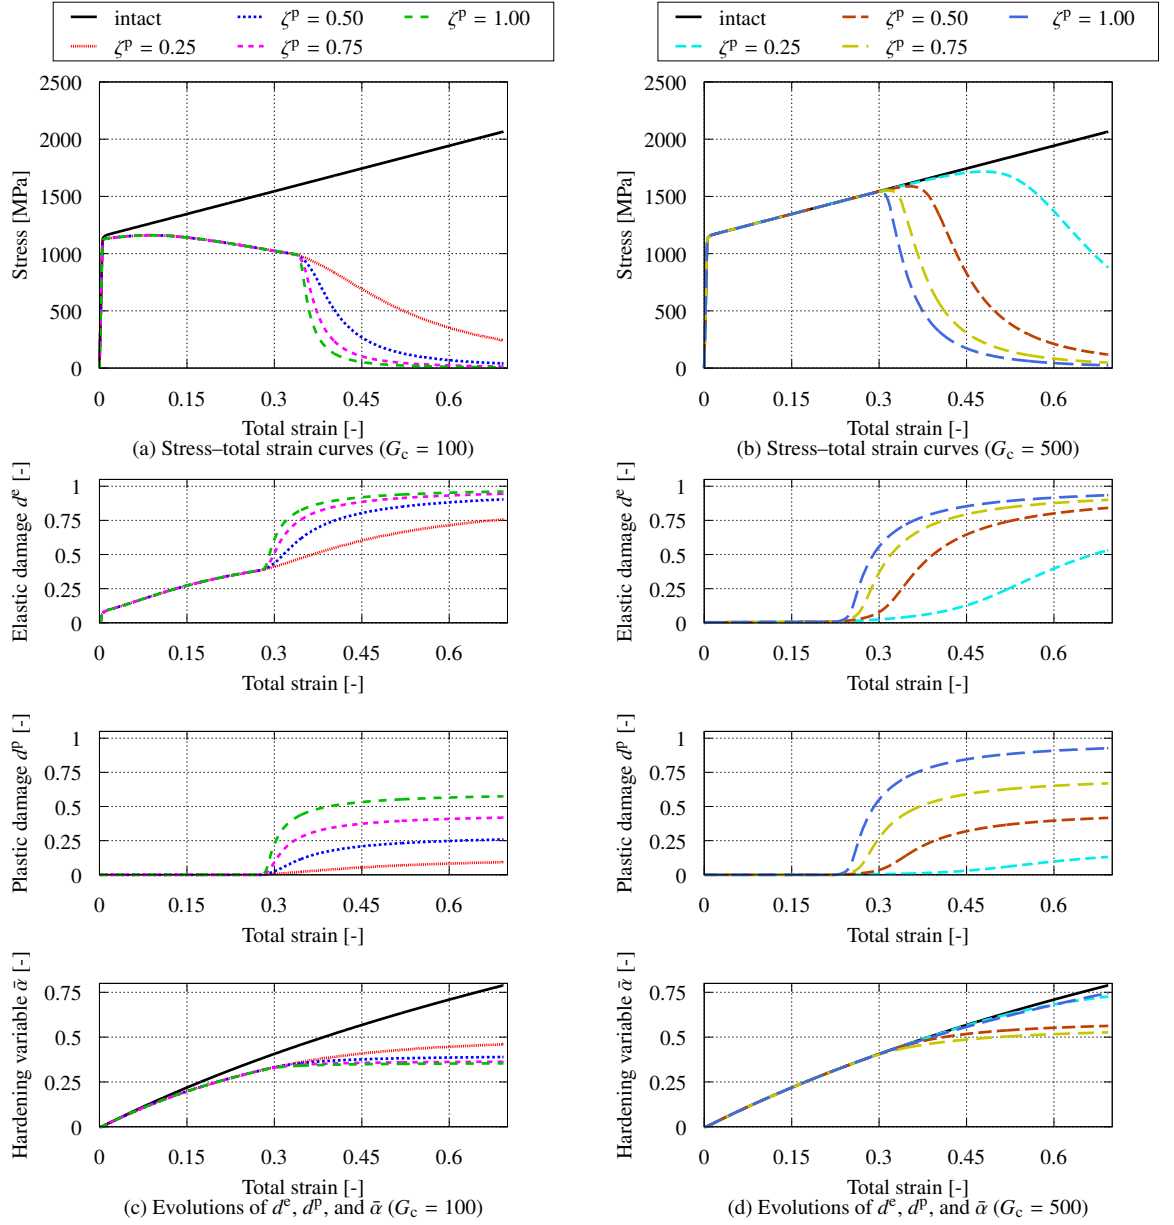 intact
ζᵖ = 0.50
ζᵖ = 1.00
ζᵖ = 0.25
ζᵖ = 0.75
intact
ζᵖ = 0.50
ζᵖ = 1.00
ζᵖ = 0.25
ζᵖ = 0.75
Stress [MPa]
2500
2000
1500
1000
500
0
0 0.15 0.3 0.45 0.6
Total strain [-]
(a) Stress–total strain curves (G_c = 100)
Stress [MPa]
2500
2000
1500
1000
500
0
0 0.15 0.3 0.45 0.6
Total strain [-]
(b) Stress–total strain curves (G_c = 500)
Elastic damage dᵉ [-]
1
0.75
0.5
0.25
0
0 0.15 0.3 0.45 0.6
Total strain [-]
Elastic damage dᵉ [-]
1
0.75
0.5
0.25
0
0 0.15 0.3 0.45 0.6
Total strain [-]
Plastic damage dᵖ [-]
1
0.75
0.5
0.25
0
0 0.15 0.3 0.45 0.6
Total strain [-]
Plastic damage dᵖ [-]
1
0.75
0.5
0.25
0
0 0.15 0.3 0.45 0.6
Total strain [-]
Hardening variable ᾱ [-]
0.75
0.5
0.25
0
0 0.15 0.3 0.45 0.6
Total strain [-]
(c) Evolutions of dᵉ, dᵖ, and ᾱ (G_c = 100)
Hardening variable ᾱ [-]
0.75
0.5
0.25
0
0 0.15 0.3 0.45 0.6
Total strain [-]
(d) Evolutions of dᵉ, dᵖ, and ᾱ (G_c = 500)